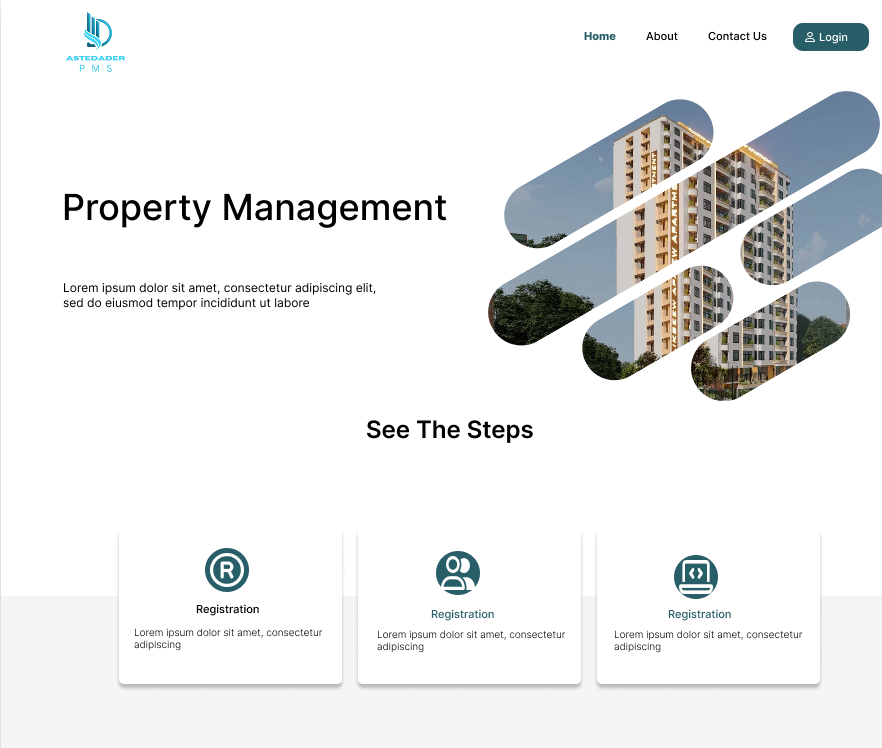 ASTEDADER
PMS
Home
About
Contact Us
Login
Property Management
Lorem ipsum dolor sit amet, consectetur adipiscing elit,
sed do eiusmod tempor incididunt ut labore
See The Steps
R
Registration
Lorem ipsum dolor sit amet, consectetur
adipiscing
Registration
Lorem ipsum dolor sit amet, consectetur
adipiscing
Registration
Lorem ipsum dolor sit amet, consectetur
adipiscing